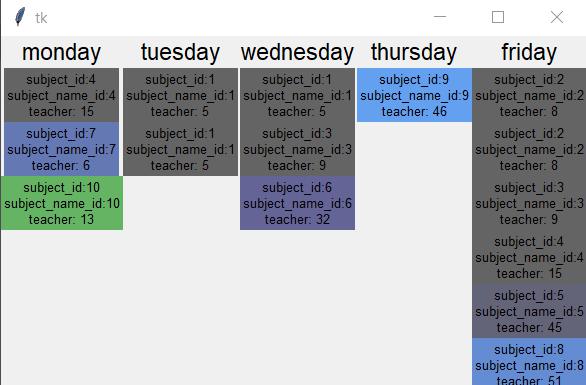 tk
monday
subject_id:4
subject_name_id:4
teacher: 15
subject_id:7
subject_name_id:7
teacher: 6
subject_id:10
subject_name_id:10
teacher: 13
tuesday
subject_id:1
subject_name_id:1
teacher: 5
subject_id:1
subject_name_id:1
teacher: 5
wednesday
subject_id:1
subject_name_id:1
teacher: 5
subject_id:3
subject_name_id:3
teacher: 9
subject_id:6
subject_name_id:6
teacher: 32
thursday
subject_id:9
subject_name_id:9
teacher: 46
friday
subject_id:2
subject_name_id:2
teacher: 8
subject_id:2
subject_name_id:2
teacher: 8
subject_id:3
subject_name_id:3
teacher: 9
subject_id:4
subject_name_id:4
teacher: 15
subject_id:5
subject_name_id:5
teacher: 45
subject_id:8
subject_name_id:8
teacher: 51